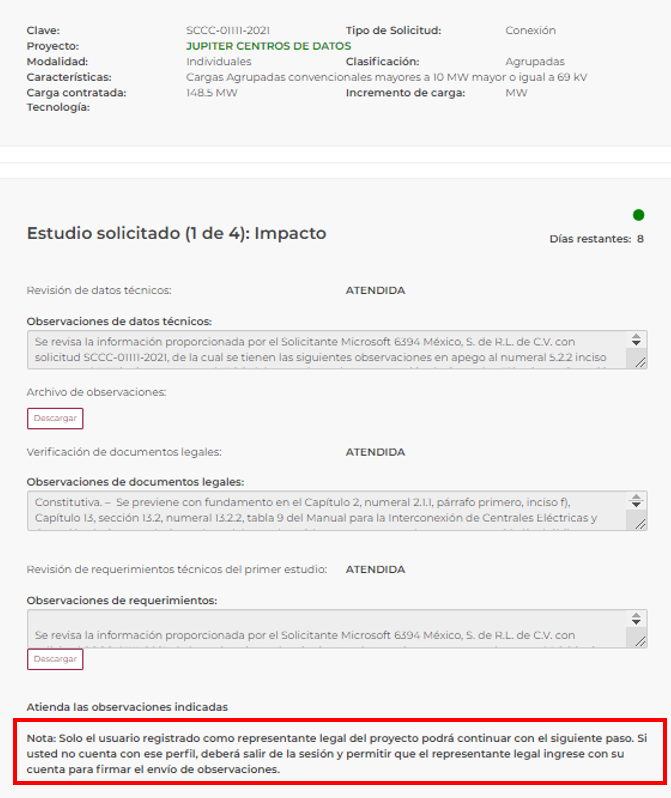 Clave: SCCC-01111-2021 Tipo de Solicitud: Conexión
Proyecto: JUPITER CENTROS DE DATOS
Modalidad: Individuales Clasificación: Agrupadas
Características: Cargas Agrupadas convencionales mayores a 10 MW mayor o igual a 69 kV
Carga contratada: 148.5 MW Incremento de carga: MW
Tecnología:
Estudio solicitado (1 de 4): Impacto
Días restantes: 8
Revisión de datos técnicos: ATENDIDA
Observaciones de datos técnicos:
Se revisa la información proporcionada por el Solicitante Microsoft 6394 México, S. de R.L. de C.V. con
solicitud SCCC-01111-2021, de la cual se tienen las siguientes observaciones en apego al numeral 5.2.2 inciso
Archivo de observaciones:
Descargar
Verificación de documentos legales: ATENDIDA
Observaciones de documentos legales:
Constitutiva. – Se previene con fundamento en el Capítulo 2, numeral 2.1.1, párrafo primero, inciso f),
Capítulo 13, sección 13.2, numeral 13.2.2, tabla 9 del Manual para la Interconexión de Centrales Eléctricas y
Revisión de requerimientos técnicos del primer estudio: ATENDIDA
Observaciones de requerimientos:
Se revisa la información proporcionada por el Solicitante Microsoft 6394 México, S. de R.L. de C.V. con
Descargar
Atienda las observaciones indicadas
Nota: Solo el usuario registrado como representante legal del proyecto podrá continuar con el siguiente paso. Si
usted no cuenta con ese perfil, deberá salir de la sesión y permitir que el representante legal ingrese con su
cuenta para firmar el envío de observaciones.